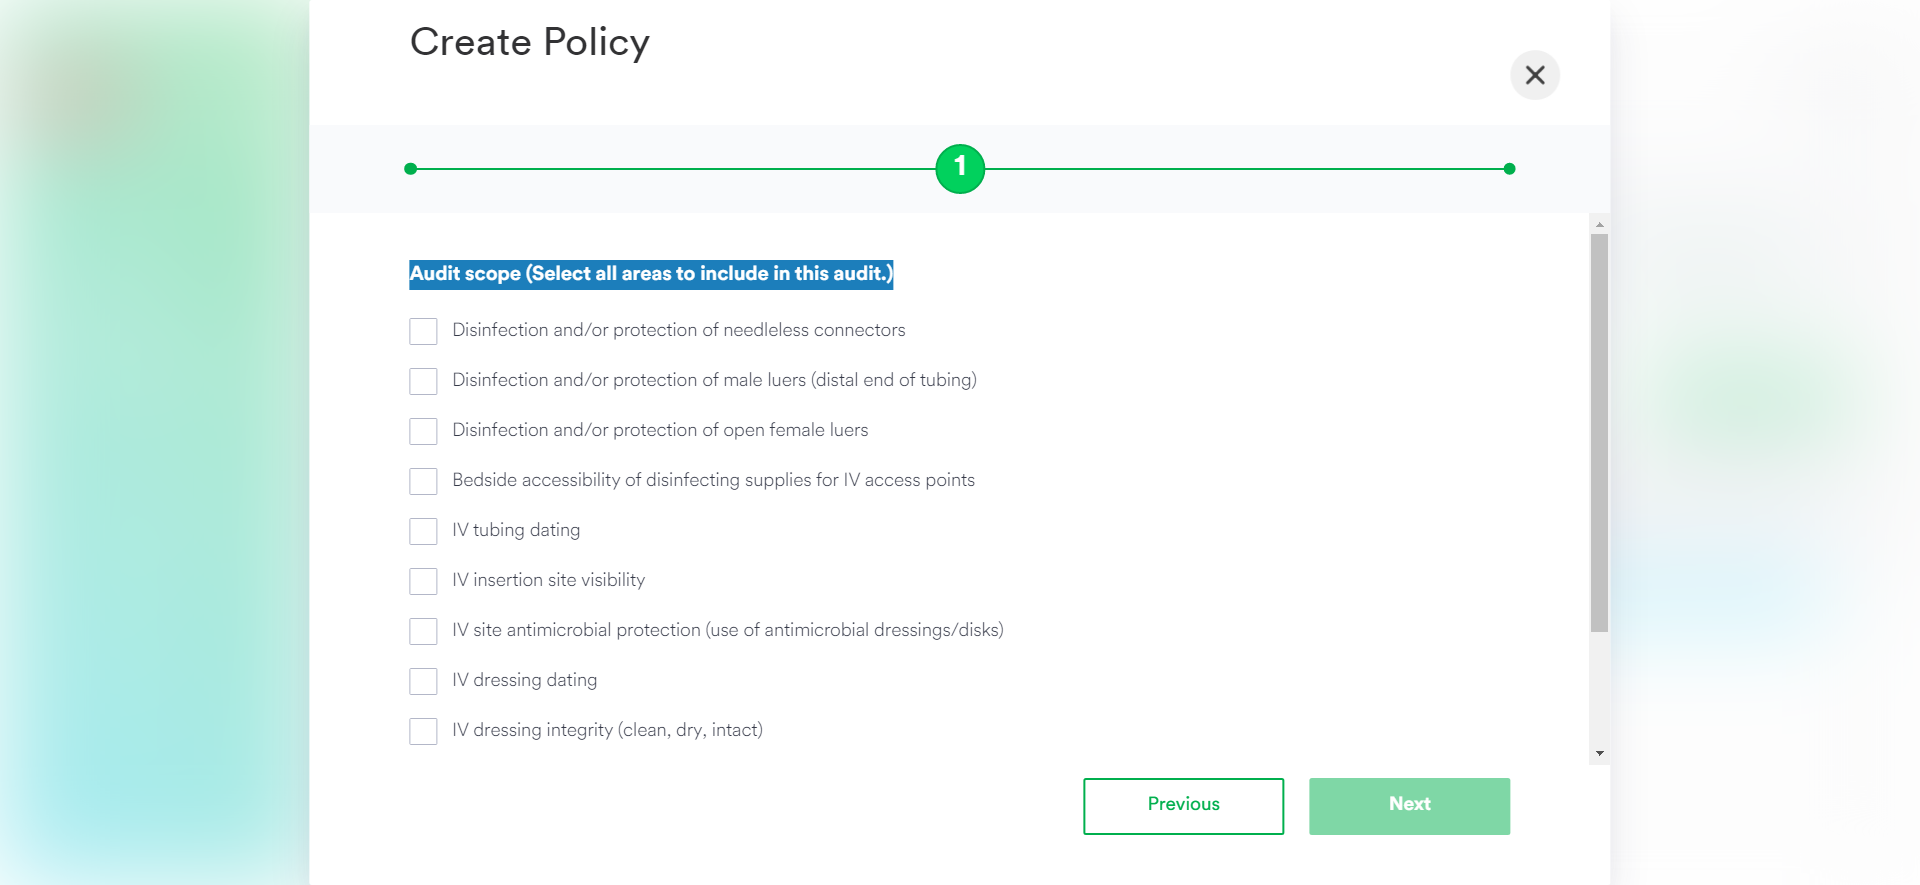 Create Policy
1
Audit scope (Select all areas to include in this audit.)
Disinfection and/or protection of needleless connectors
Disinfection and/or protection of male luers (distal end of tubing)
Disinfection and/or protection of open female luers
Bedside accessibility of disinfecting supplies for IV access points
IV tubing dating
IV insertion site visibility
IV site antimicrobial protection (use of antimicrobial dressings/disks)
IV dressing dating
IV dressing integrity (clean, dry, intact)
Previous
Next